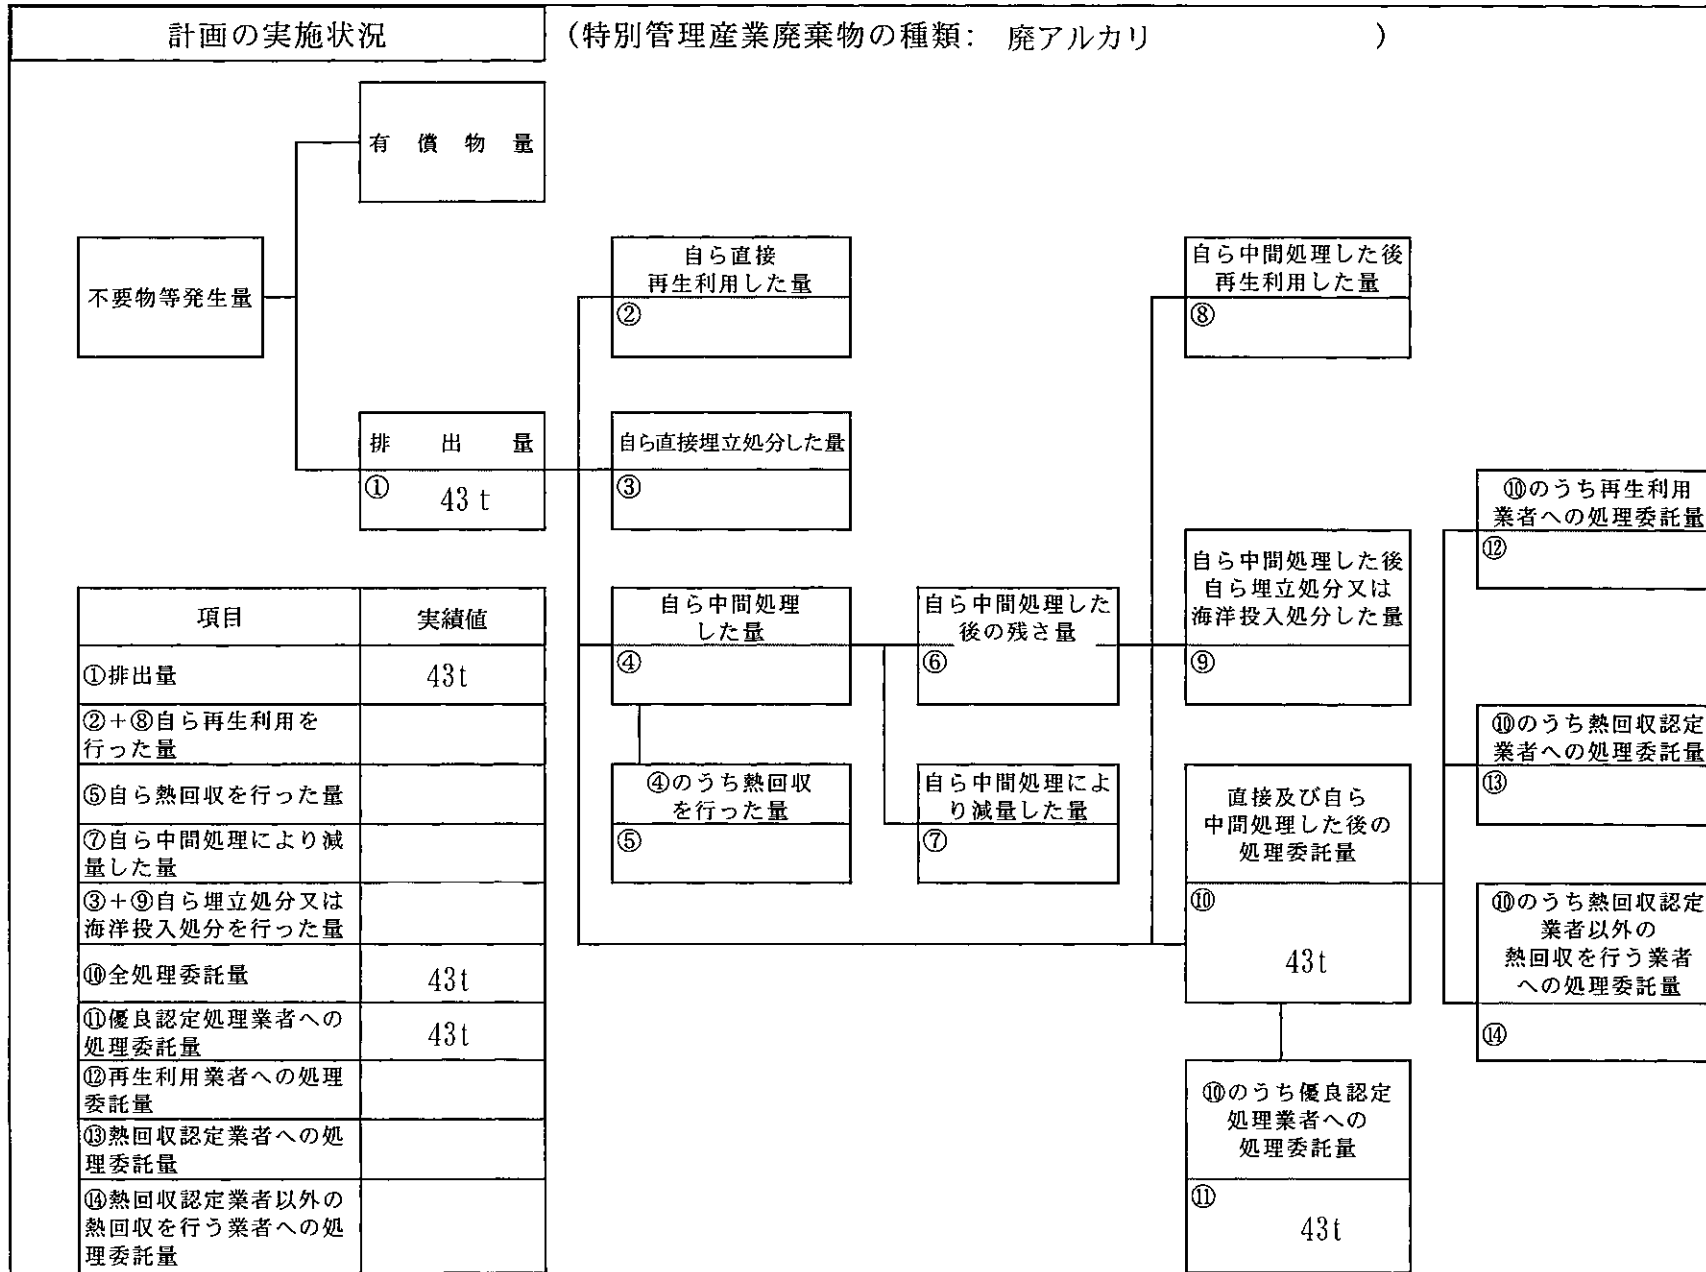 計画の実施状況
(特別管理産業廃棄物の種類: 廃アルカリ )
有償物量
不要物等発生量
排出量
① 43 t
自ら直接
再生利用した量
②
自ら直接埋立処分した量
③
自ら中間処理
した量
④
④のうち熱回収
を行った量
⑤
自ら中間処理した
後の残さ量
⑥
自ら中間処理によ
り減量した量
⑦
自ら中間処理した後
再生利用した量
⑧
自ら中間処理した後
自ら埋立処分又は
海洋投入処分した量
⑨
直接及び自ら
中間処理した後の
処理委託量
⑩
43t
⑩のうち優良認定
処理業者への
処理委託量
⑪
43t
⑩のうち再生利用
業者への処理委託量
⑫
⑩のうち熱回収認定
業者への処理委託量
⑬
⑩のうち熱回収認定
業者以外の
熱回収を行う業者
への処理委託量
⑭
項目 実績値
①排出量 43t
②+⑧自ら再生利用を
行った量
⑤自ら熱回収を行った量
⑦自ら中間処理により減
量した量
③+⑨自ら埋立処分又は
海洋投入処分を行った量
⑩全処理委託量 43t
⑪優良認定処理業者への
処理委託量 43t
⑫再生利用業者への処理
委託量
⑬熱回収認定業者への処
理委託量
⑭熱回収認定業者以外の
熱回収を行う業者への処
理委託量